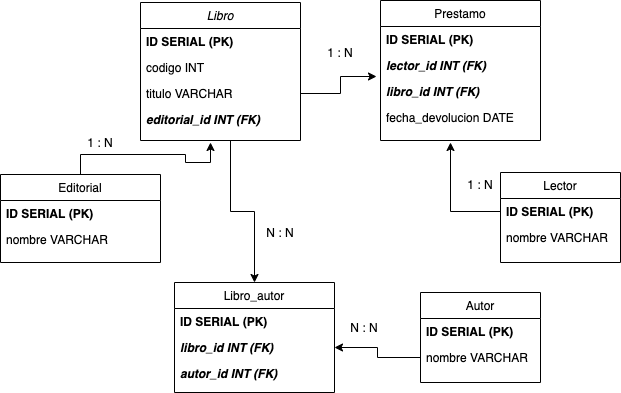 Libro
ID SERIAL (PK)
codigo INT
titulo VARCHAR
editorial_id INT (FK)
1 : N
Prestamo
ID SERIAL (PK)
lector_id INT (FK)
libro_id INT (FK)
fecha_devolucion DATE
1 : N
Editorial
ID SERIAL (PK)
nombre VARCHAR
1 : N
Lector
ID SERIAL (PK)
nombre VARCHAR
N : N
Libro_autor
ID SERIAL (PK)
libro_id INT (FK)
autor_id INT (FK)
N : N
Autor
ID SERIAL (PK)
nombre VARCHAR